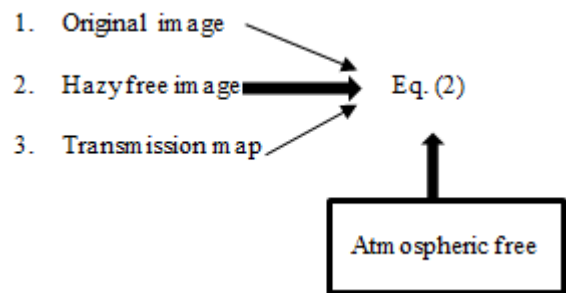 1. Original image
2. Hazy free image
3. Transmission map
Eq. (2)
Atmospheric free